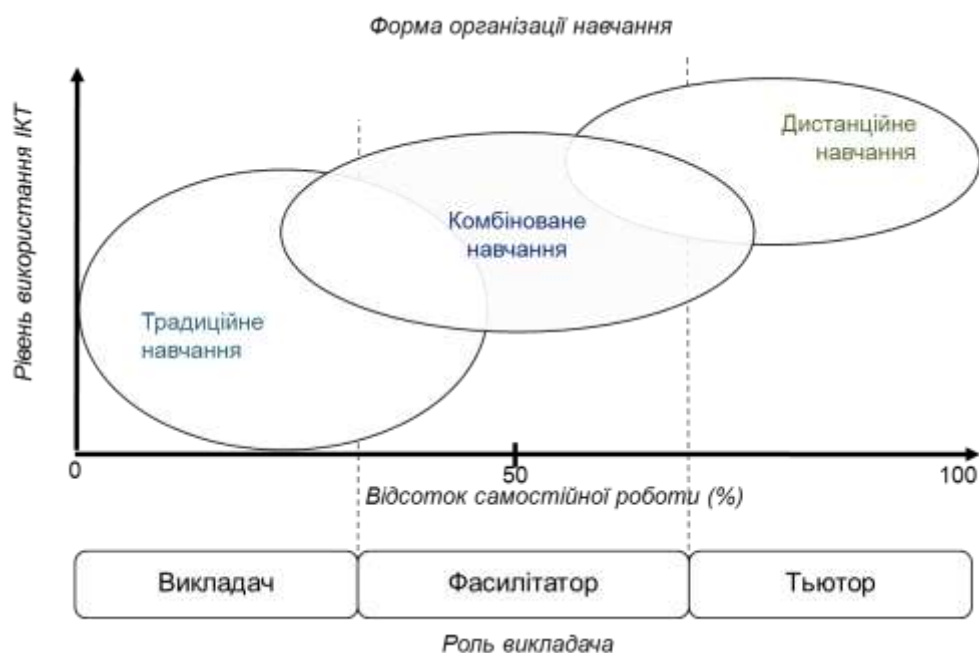 Форма організації навчання
Рівень використання ІКТ
Дистанційне
навчання
Комбіноване
навчання
Традиційне
навчання
0
50
100
Відсоток самостійної роботи (%)
Викладач
Фасилітатор
Тьютор
Роль викладача